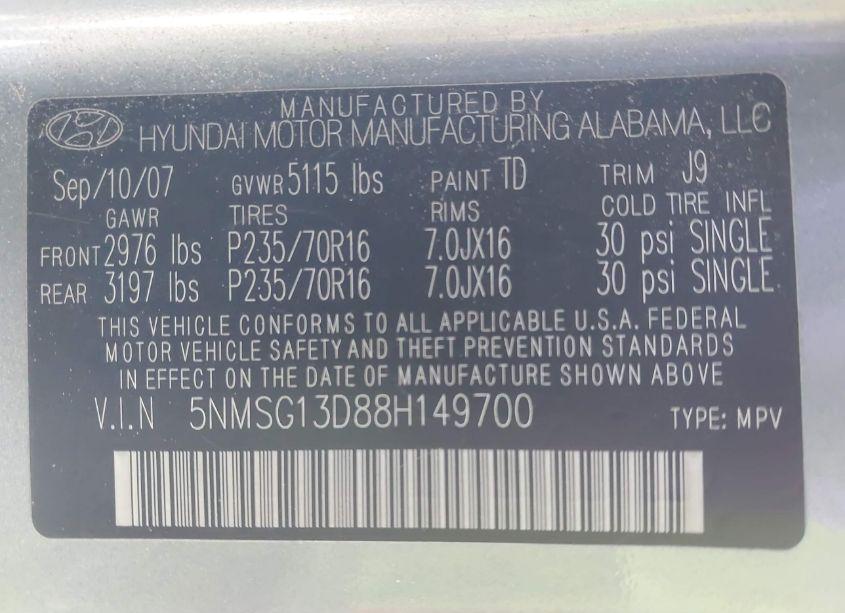 MANUFACTURED BY
HYUNDAI MOTOR MANUFACTURING ALABAMA, LLC
Sep/10/07 GVWR 5115 lbs PAINT TD TRIM J9
GAWR TIRES RIMS COLD TIRE INFL
FRONT 2976 lbs P235/70R16 7.0JX16 30 psi SINGLE
REAR 3197 lbs P235/70R16 7.0JX16 30 psi SINGLE
THIS VEHICLE CONFORMS TO ALL APPLICABLE U.S.A. FEDERAL
MOTOR VEHICLE SAFETY AND THEFT PREVENTION STANDARDS
IN EFFECT ON THE DATE OF MANUFACTURE SHOWN ABOVE
V.I.N 5NMSG13D88H149700 TYPE: MPV